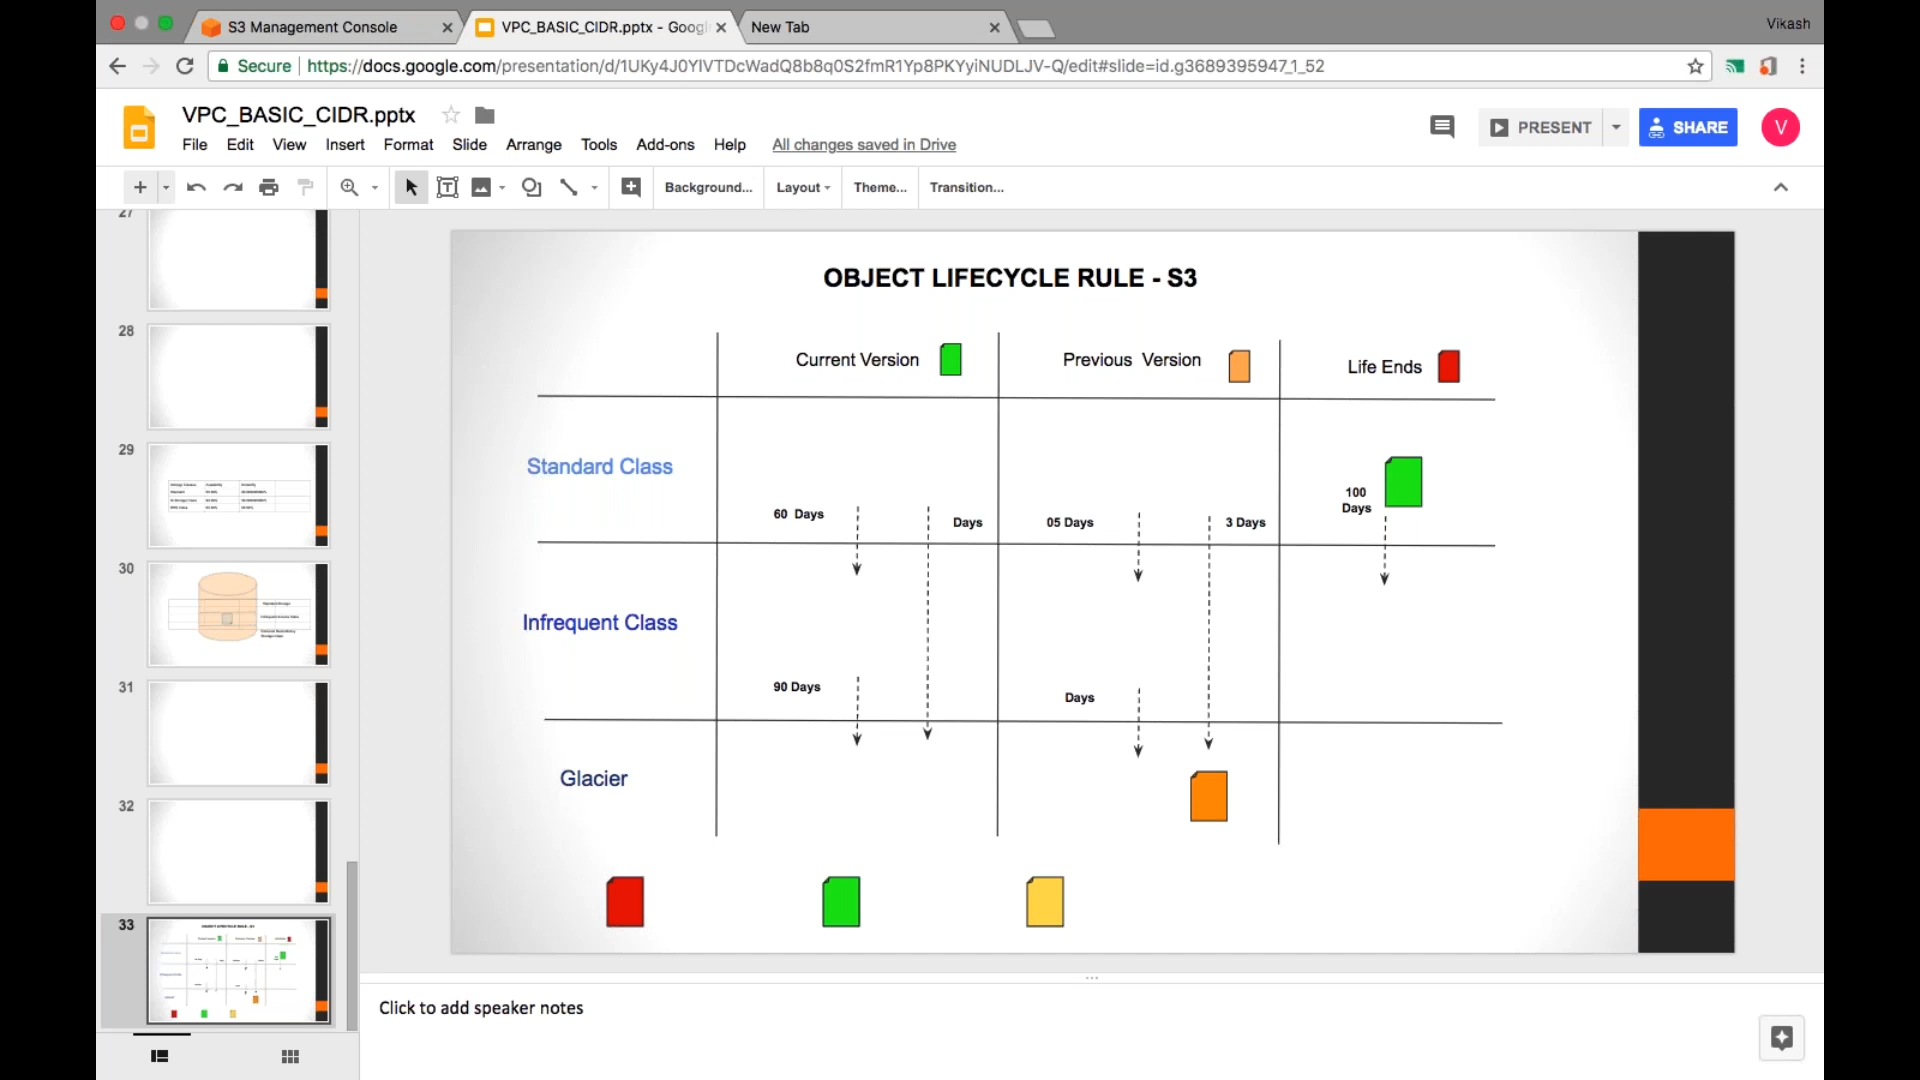 S3 Management Console
VPC_BASIC_CIDR.pptx - Googl
New Tab
Vikash
Secure https://docs.google.com/presentation/d/1UKy4J0YlVTDcWadQ8b8q0S2fmR1Yp8PKYyiNUDLJV-Q/edit#slide=id.g3689395947_1_52
VPC_BASIC_CIDR.pptx
PRESENT
SHARE
V
File Edit View Insert Format Slide Arrange Tools Add-ons Help All changes saved in Drive
Background... Layout Theme... Transition...
27
28
29
30
31
32
33
OBJECT LIFECYCLE RULE - S3
Current Version
Previous Version
Life Ends
Standard Class
60 Days
Days
05 Days
3 Days
100
Days
Infrequent Class
90 Days
Days
Glacier
Click to add speaker notes